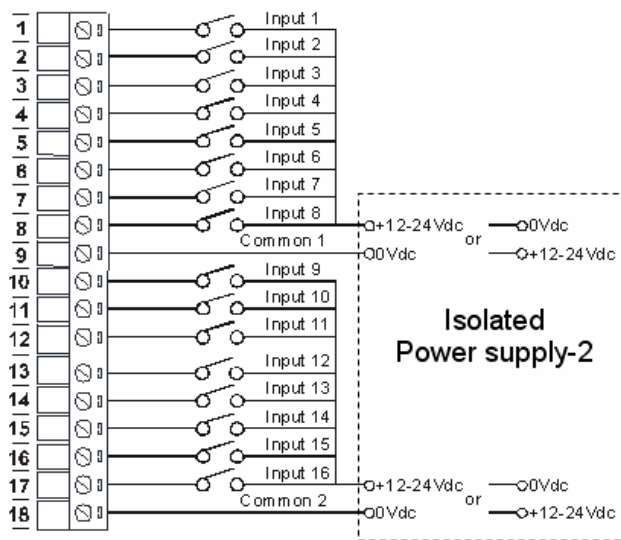 1 Input 1
2 Input 2
3 Input 3
4 Input 4
5 Input 5
6 Input 6
7 Input 7
8 Input 8 +12-24Vdc or 0Vdc
9 Common 1 0Vdc +12-24Vdc
10 Input 9
11 Input 10
12 Input 11
13 Input 12
14 Input 13
15 Input 14
16 Input 15
17 Input 16 +12-24Vdc or 0Vdc
18 Common 2 0Vdc +12-24Vdc
Isolated
Power supply-2